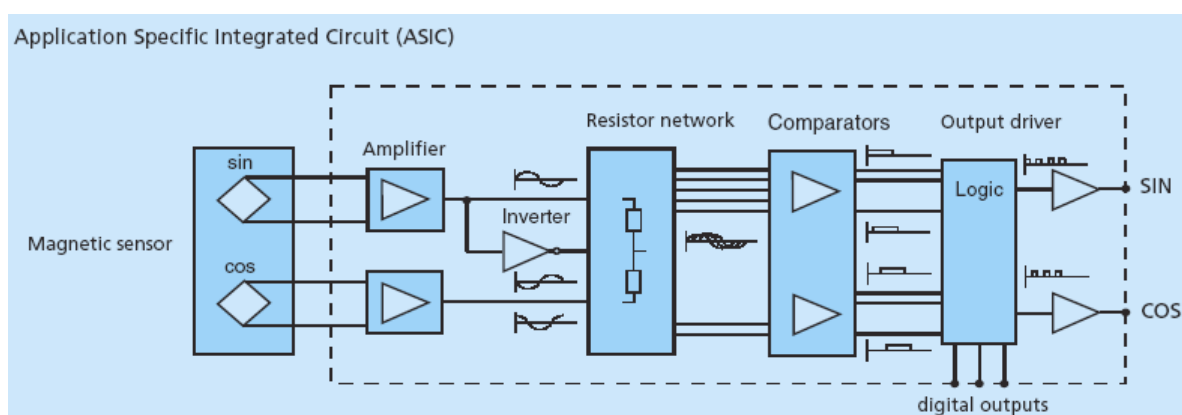 Application Specific Integrated Circuit (ASIC)
Resistor network
Comparators
Output driver
Amplifier
sin
Logic
SIN
Inverter
Magnetic sensor
cos
COS
digital outputs